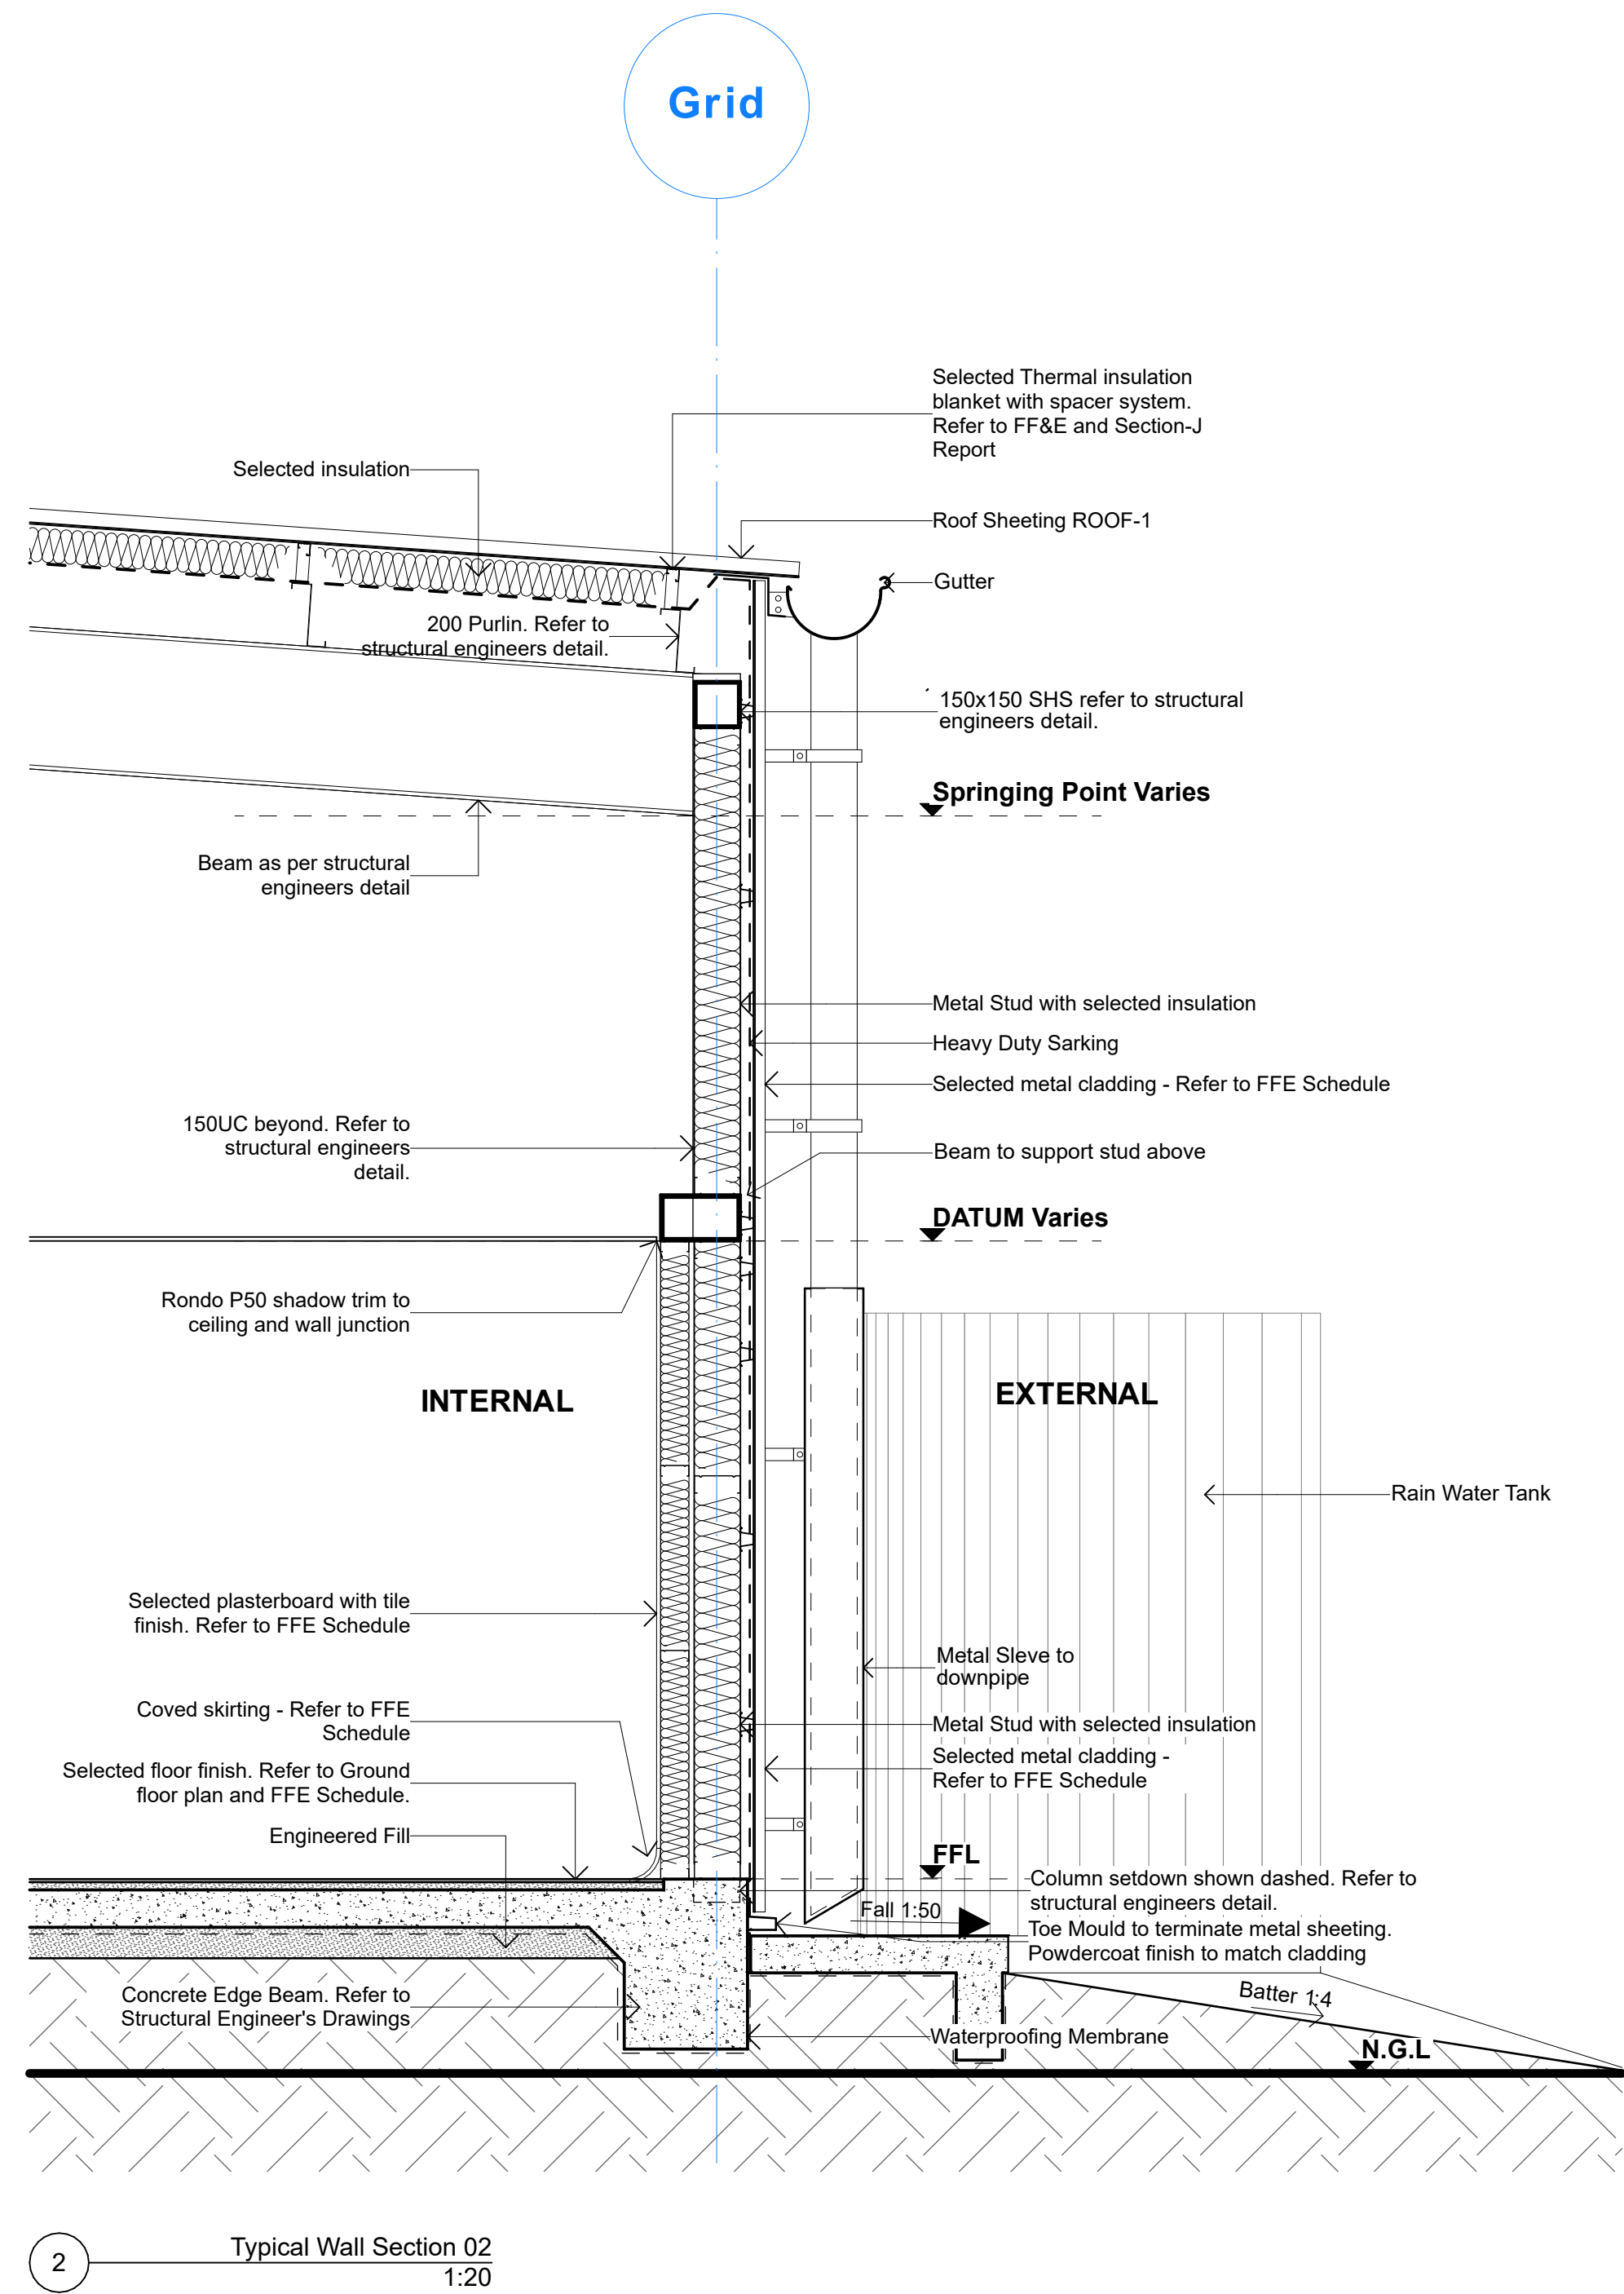 Grid
Selected Thermal insulation
blanket with spacer system.
Refer to FF&E and Section-J
Report
Selected insulation
Roof Sheeting ROOF-1
Gutter
200 Purlin. Refer to
structural engineers detail.
150x150 SHS refer to structural
engineers detail.
Springing Point Varies
Beam as per structural
engineers detail
Metal Stud with selected insulation
Heavy Duty Sarking
Selected metal cladding - Refer to FFE Schedule
150UC beyond. Refer to
structural engineers
detail.
Beam to support stud above
DATUM Varies
Rondo P50 shadow trim to
ceiling and wall junction
INTERNAL
EXTERNAL
Rain Water Tank
Selected plasterboard with tile
finish. Refer to FFE Schedule
Metal Sleve to
downpipe
Coved skirting - Refer to FFE
Schedule
Metal Stud with selected insulation
Selected metal cladding -
Refer to FFE Schedule
Selected floor finish. Refer to Ground
floor plan and FFE Schedule.
Engineered Fill
FFL
Column setdown shown dashed. Refer to
structural engineers detail.
Fall 1:50
Toe Mould to terminate metal sheeting.
Powdercoat finish to match cladding
Concrete Edge Beam. Refer to
Structural Engineer's Drawings
Batter 1:4
Waterproofing Membrane
N.G.L
2
Typical Wall Section 02
1:20